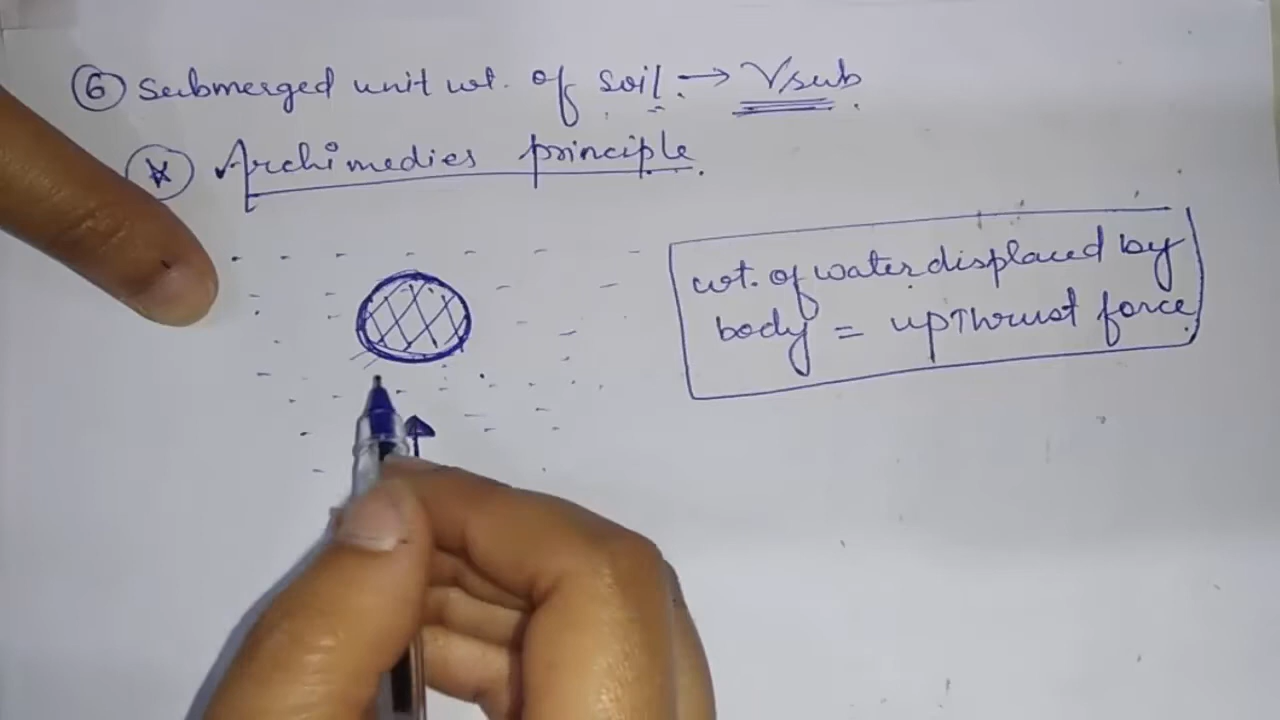 ⑥ Submerged unit wt. of soil. → γsub.
☆ Archimedies principle.
wt. of water displaced by
body = upThrust force.